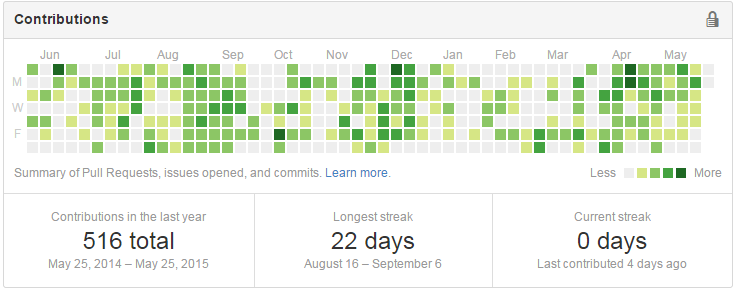 Contributions
Jun Jul Aug Sep Oct Nov Dec Jan Feb Mar Apr May
M
W
F
Summary of Pull Requests, issues opened, and commits. Learn more.
Less More
Contributions in the last year
516 total
May 25, 2014 – May 25, 2015
Longest streak
22 days
August 16 – September 6
Current streak
0 days
Last contributed 4 days ago